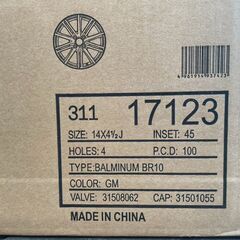 311 17123
SIZE: 14X4½J INSET: 45
HOLES: 4 P.C.D: 100
TYPE:BALMINUM BR10
COLOR: GM
VALVE: 31508062 CAP: 31501055
MADE IN CHINA